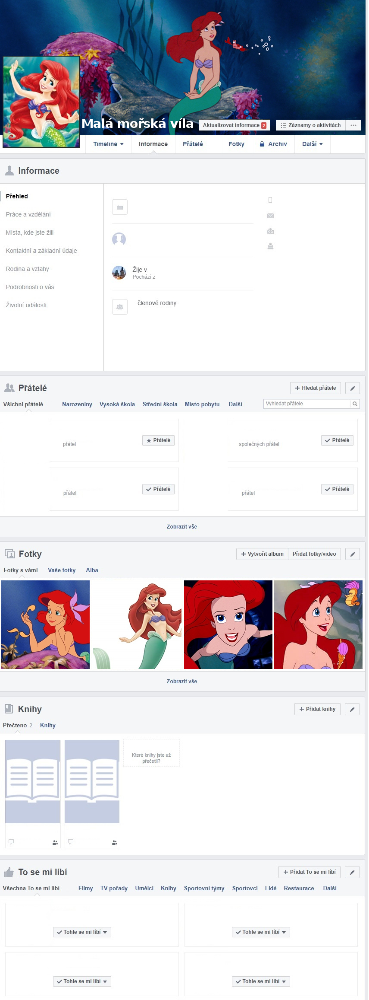 Malá mořská víla
Aktualizovat informace 2
Záznamy o aktivitách
Timeline
Informace
Přátelé
Fotky
Archiv
Další
Informace
Přehled
Práce a vzdělání
Místa, kde jste žili
Kontaktní a základní údaje
Rodina a vztahy
Podrobnosti o vás
Životní události
Žije v
Pochází z
členové rodiny
Přátelé
Hledat přátele
Všichni přátelé
Narozeniny
Vysoká škola
Střední škola
Místo pobytu
Další
Vyhledat přátele
přátel
Přátelé
společných přátel
Přátelé
přátel
Přátelé
přátel
Přátelé
Zobrazit vše
Fotky
Vytvořit album
Přidat fotky/video
Fotky s vámi
Vaše fotky
Alba
Zobrazit vše
Knihy
Přidat knihy
Přečteno 2
Knihy
Které knihy jste už
přečetli?
To se mi líbí
Přidat To se mi líbí
Všechna To se mi líbí
Filmy
TV pořady
Umělci
Knihy
Sportovní týmy
Sportovci
Lidé
Restaurace
Další
Tohle se mi líbí
Tohle se mi líbí
Tohle se mi líbí
Tohle se mi líbí